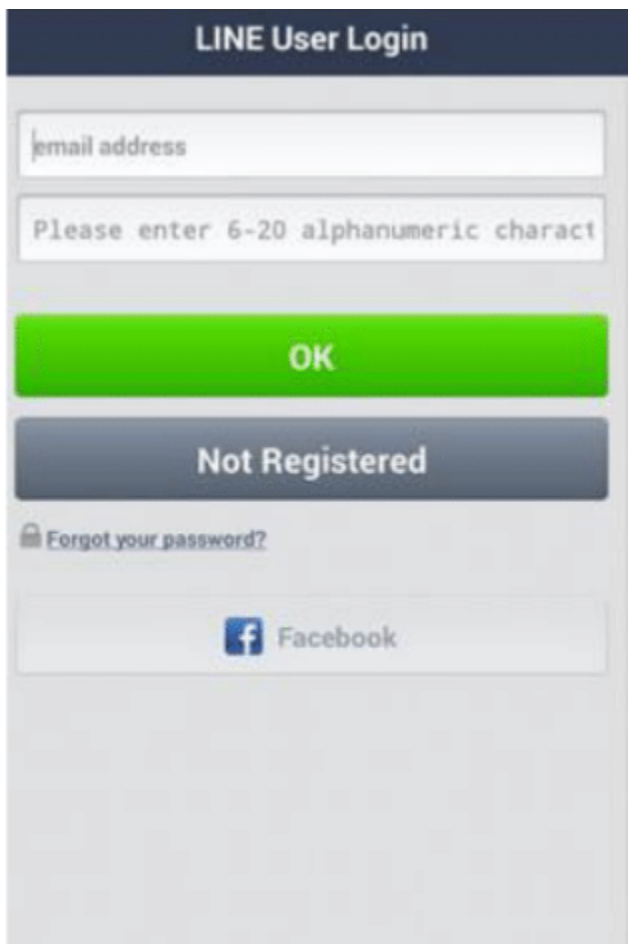 LINE User Login
email address
Please enter 6-20 alphanumeric charact
OK
Not Registered
Forgot your password?
Facebook